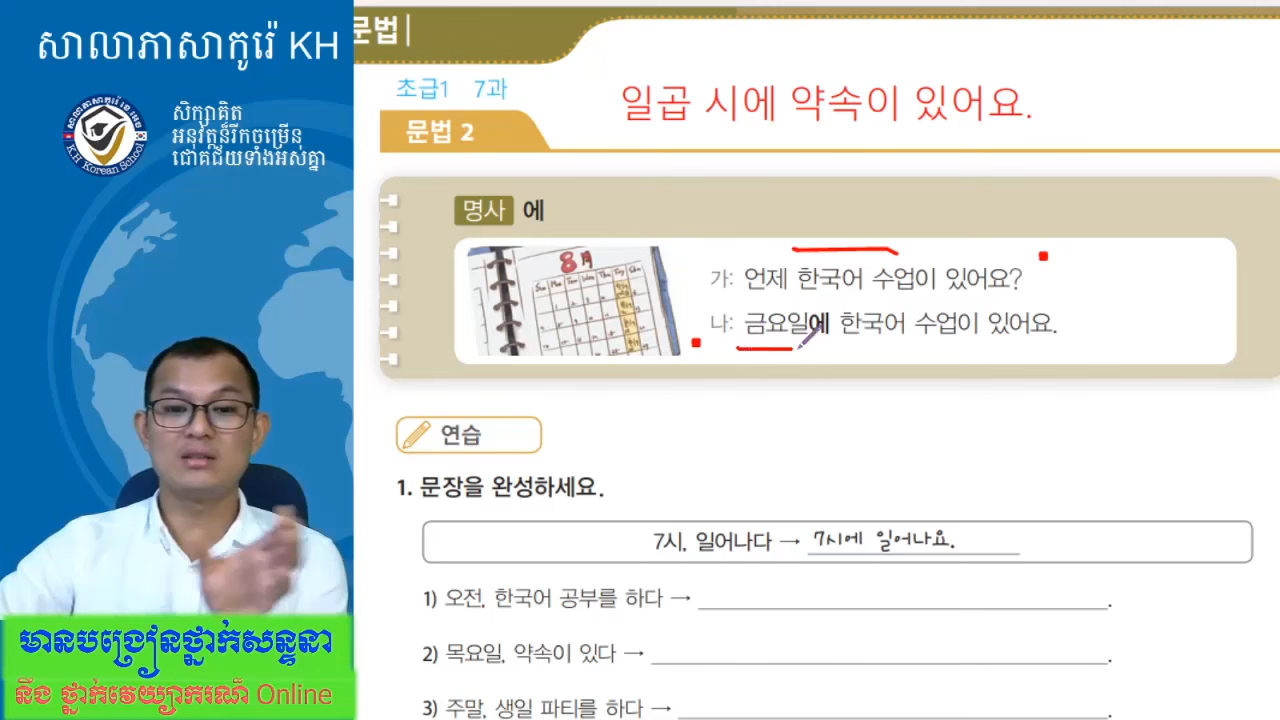 សាលាភាសាកូរ៉េ KH
សិក្សាគិត
អនុវត្តន៍រីកចម្រើន
ជោគជ័យទាំងអស់គ្នា
K.H Korean School
មានបង្រៀនថ្នាក់សន្ទនា
និង ថ្នាក់វេយ្យាករណ៍ Online
문법
초급1 7과
일곱 시에 약속이 있어요.
문법 2
명사 에
8月
가: 언제 한국어 수업이 있어요?
나: 금요일에 한국어 수업이 있어요.
연습
1. 문장을 완성하세요.
7시, 일어나다 → 7시에 일어나요.
1) 오전, 한국어 공부를 하다 →
2) 목요일, 약속이 있다 →
3) 주말, 생일 파티를 하다 →